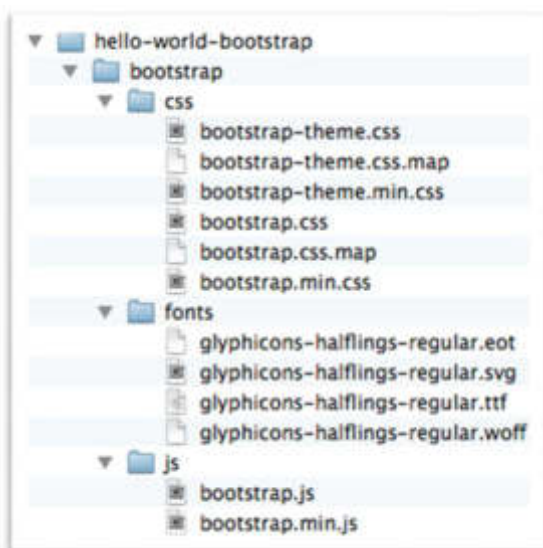 hello-world-bootstrap
bootstrap
css
bootstrap-theme.css
bootstrap-theme.css.map
bootstrap-theme.min.css
bootstrap.css
bootstrap.css.map
bootstrap.min.css
fonts
glyphicons-halflings-regular.eot
glyphicons-halflings-regular.svg
glyphicons-halflings-regular.ttf
glyphicons-halflings-regular.woff
js
bootstrap.js
bootstrap.min.js